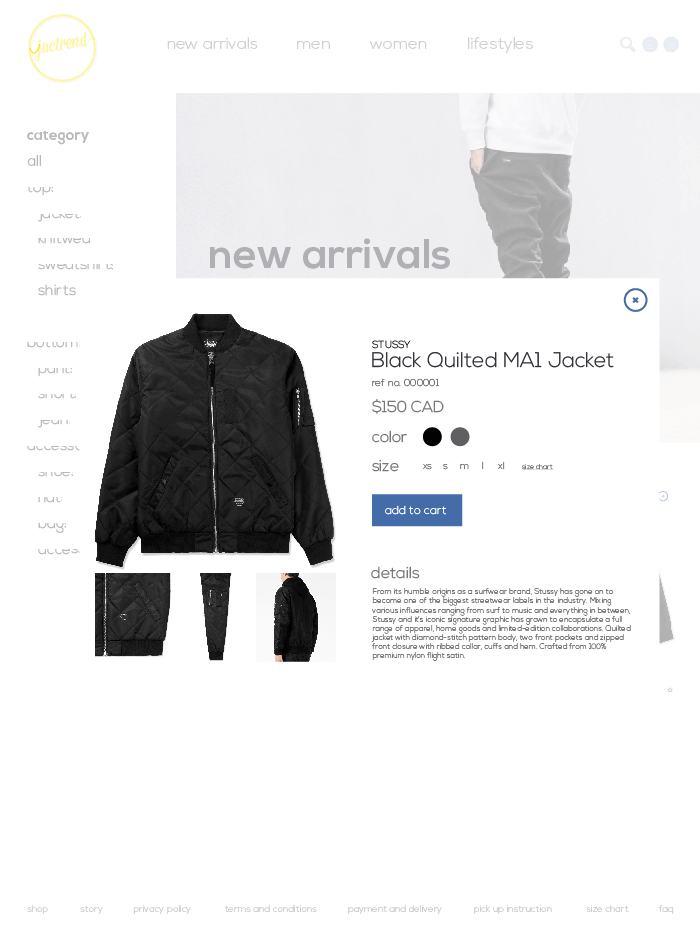 jactrend
new arrivals men women lifestyles
category
all
tops
jackets
knitwear
sweatshirts
shirts
bottoms
pants
shorts
jeans
shoes
hats
bags
new arrivals
STUSSY
Black Quilted MA1 Jacket
ref no. 000001
$150 CAD
color
size xs s m l xl size chart
add to cart
details
From its humble origins as a surfwear brand, Stussy has gone on to
become one of the biggest streetwear labels in the industry. Mixing
various influences ranging from surf to music and everything in between,
Stussy and it's iconic signature graphic has grown to encapsulate a full
range of apparel, home goods and limited-edition collaborations. Quilted
jacket with diamond-stitch pattern body, two front pockets and zipped
front closure with ribbed collar, cuffs and hem. Crafted from 100%
premium nylon flight satin.
shop story privacy policy terms and conditions payment and delivery pick up instruction size chart faq